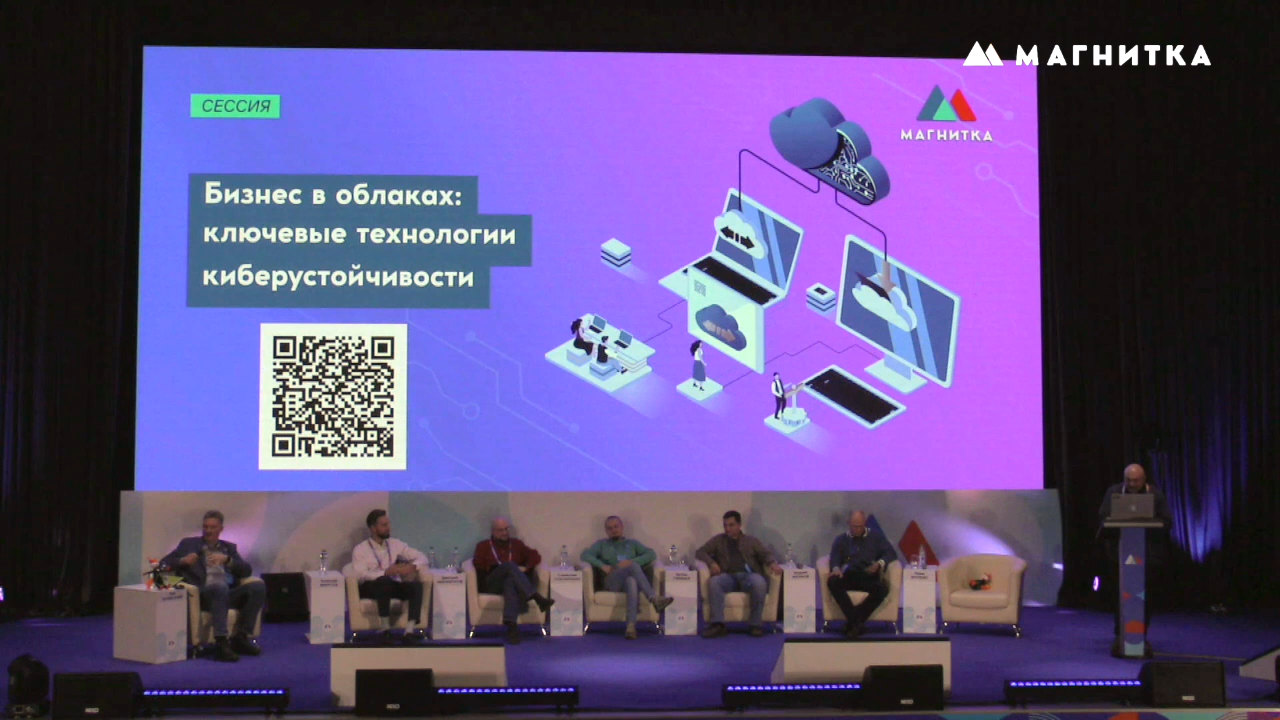 МАГНИТКА
СЕССИЯ
МАГНИТКА
Бизнес в облаках:
ключевые технологии
киберустойчивости